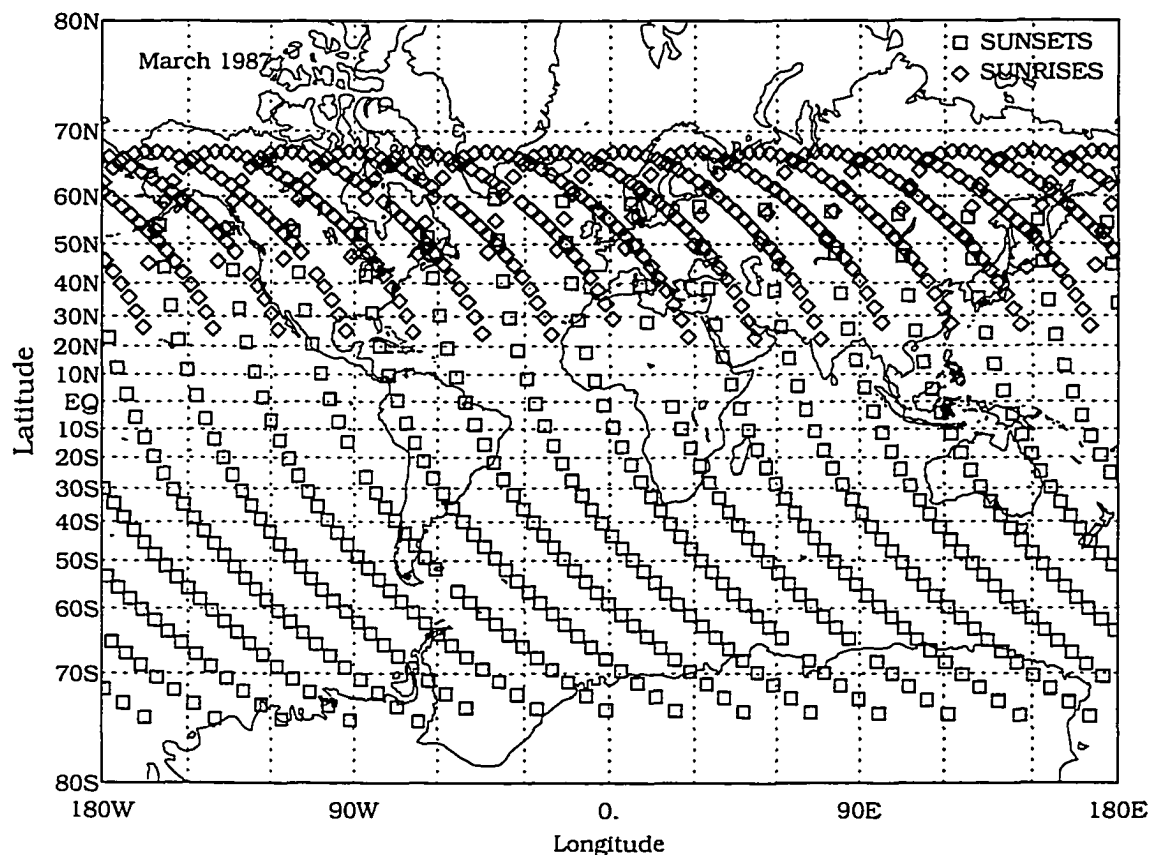 80N
March 1987
SUNSETS
SUNRISES
70N
60N
50N
40N
30N
20N
10N
EQ
10S
20S
30S
40S
50S
60S
70S
80S
Latitude
180W
90W
0.
90E
180E
Longitude